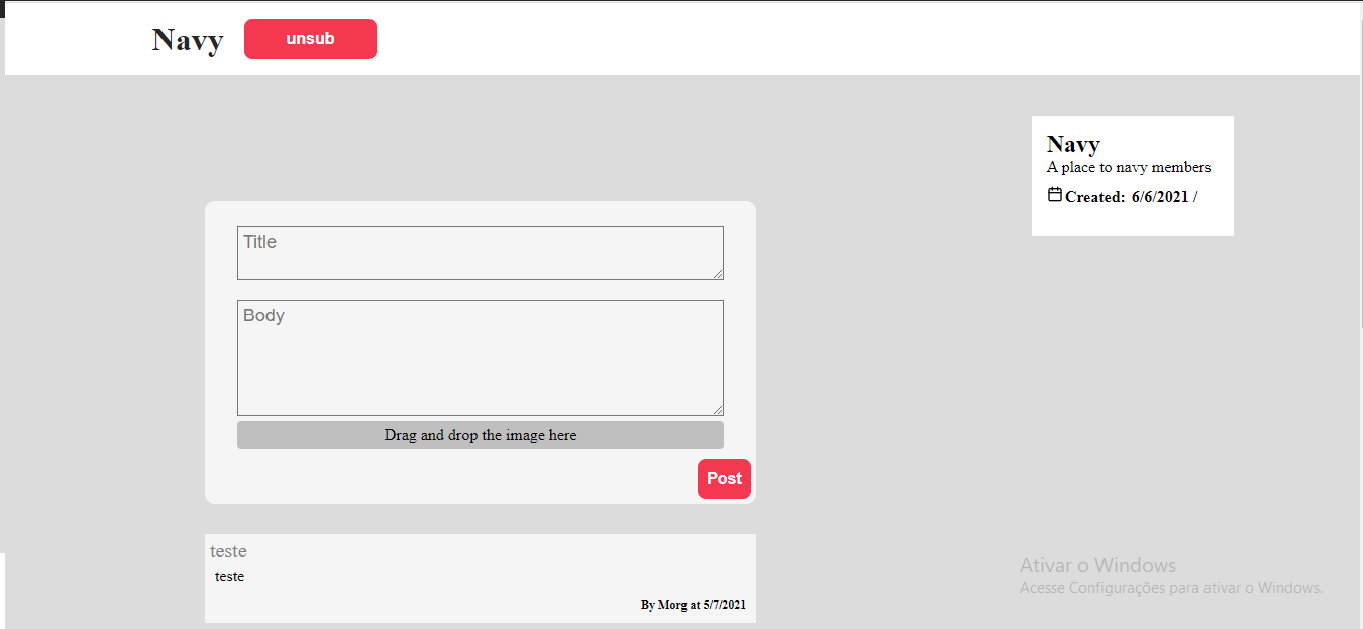 Navy
unsub
Navy
A place to navy members
Created: 6/6/2021 /
Title
Body
Drag and drop the image here
Post
teste
teste
By Morg at 5/7/2021
Ativar o Windows
Acesse Configurações para ativar o Windows.